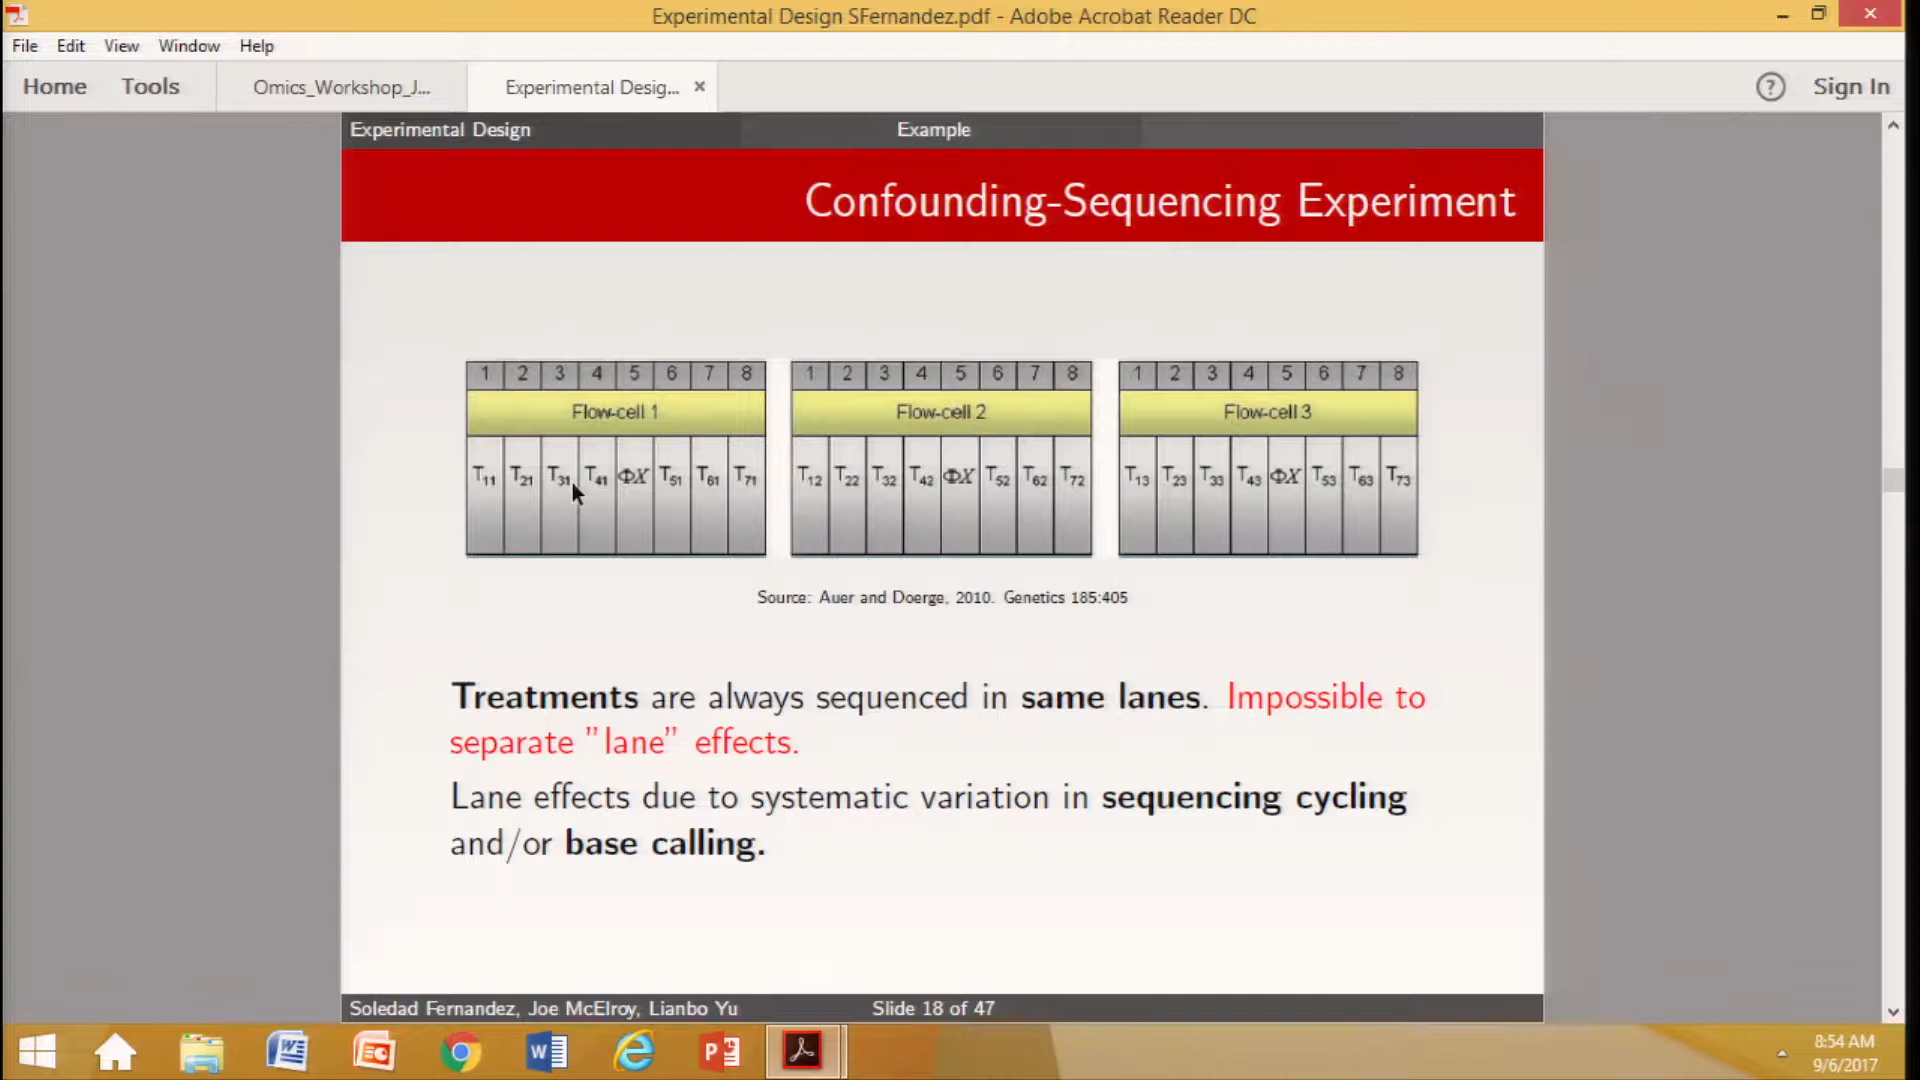 Experimental Design SFernandez.pdf - Adobe Acrobat Reader DC
File Edit View Window Help
Home Tools Omics_Workshop_J... Experimental Desig... × ? Sign In
Experimental Design Example
Confounding-Sequencing Experiment
1 2 3 4 5 6 7 8 1 2 3 4 5 6 7 8 1 2 3 4 5 6 7 8
Flow-cell 1 Flow-cell 2 Flow-cell 3
T11 T21 T31 T41 ΦX T51 T61 T71 T12 T22 T32 T42 ΦX T52 T62 T72 T13 T23 T33 T43 ΦX T53 T63 T73
Source: Auer and Doerge, 2010. Genetics 185:405
Treatments are always sequenced in same lanes. Impossible to
separate "lane" effects.
Lane effects due to systematic variation in sequencing cycling
and/or base calling.
Soledad Fernandez, Joe McElroy, Lianbo Yu Slide 18 of 47
8:54 AM
9/6/2017